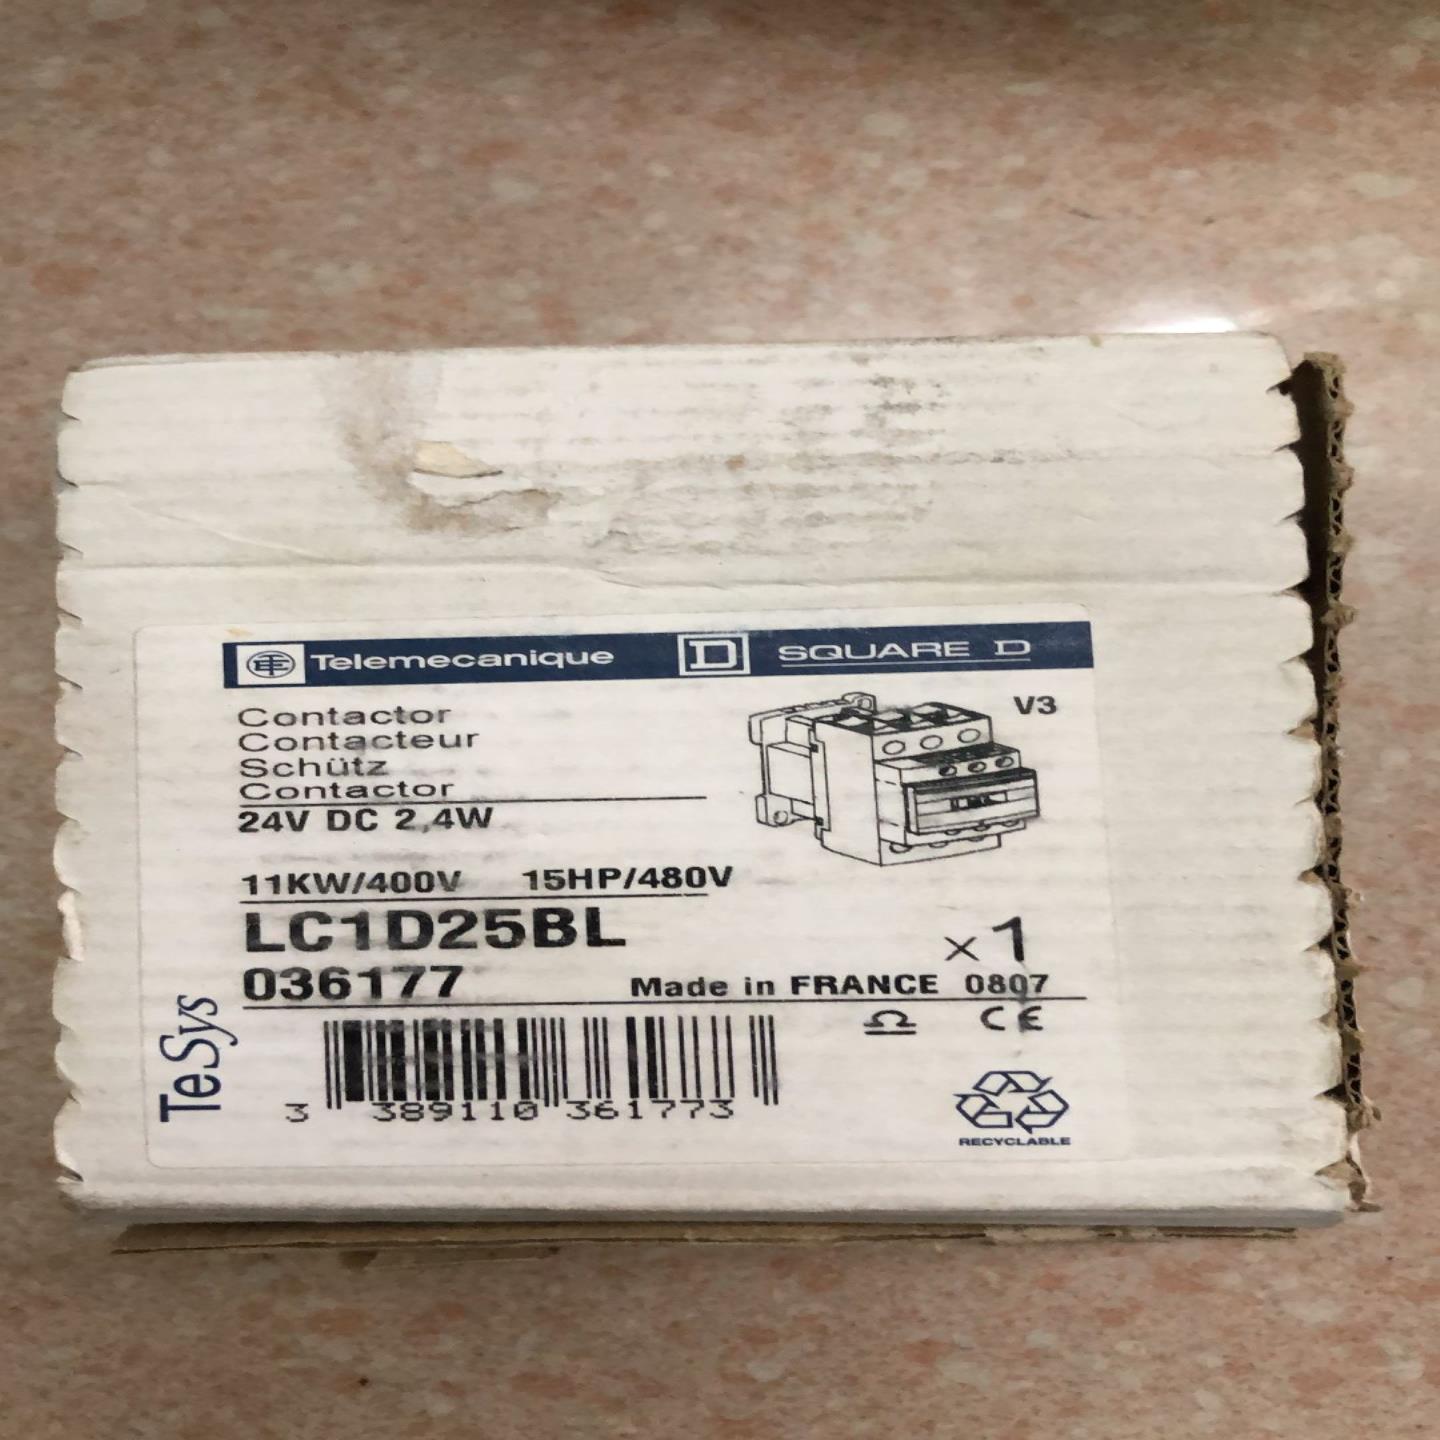 Telemecanique D SQUARE D
Contactor
Contacteur
Schütz
Contactor
V3
24V DC 2,4W
11KW/400V 15HP/480V
LC1D25BL
x1
036177 Made in FRANCE 0807
CE
TeSys
3 389110 361773
RECYCLABLE